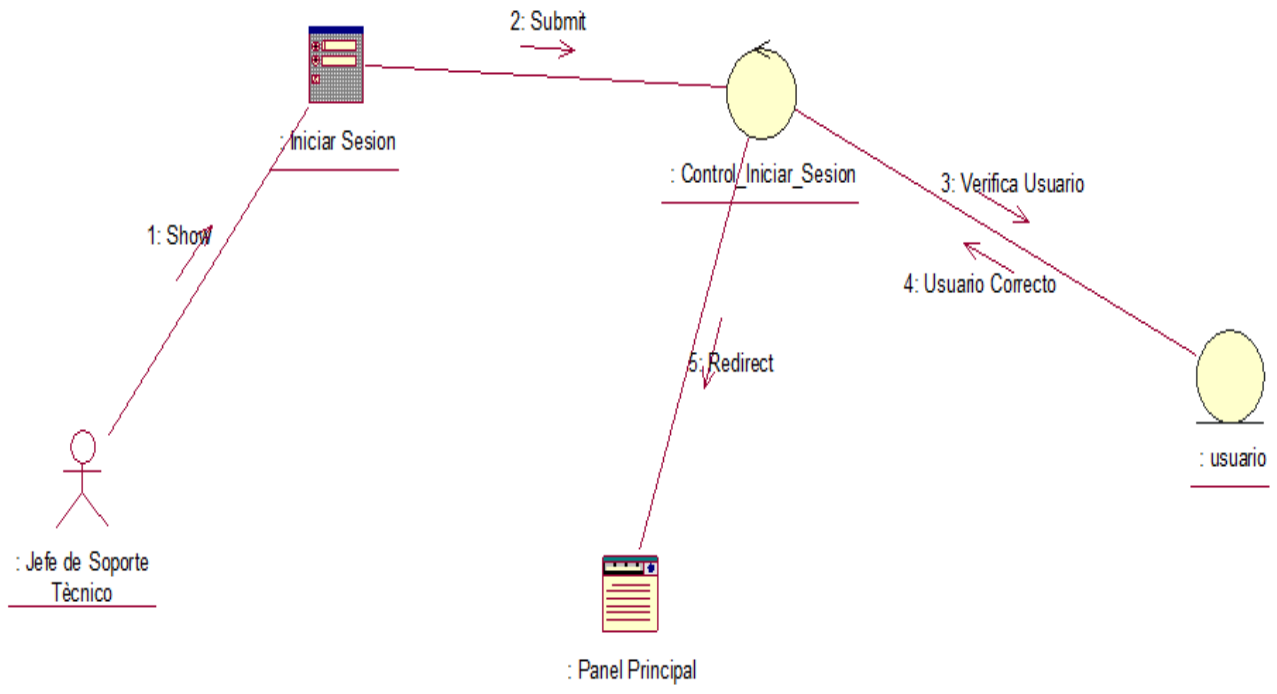 2: Submit
: Iniciar Sesion
: Control_Iniciar_Sesion
3: Verifica Usuario
1: Show
4: Usuario Correcto
5: Redirect
: usuario
: Jefe de Soporte
Tècnico
: Panel Principal